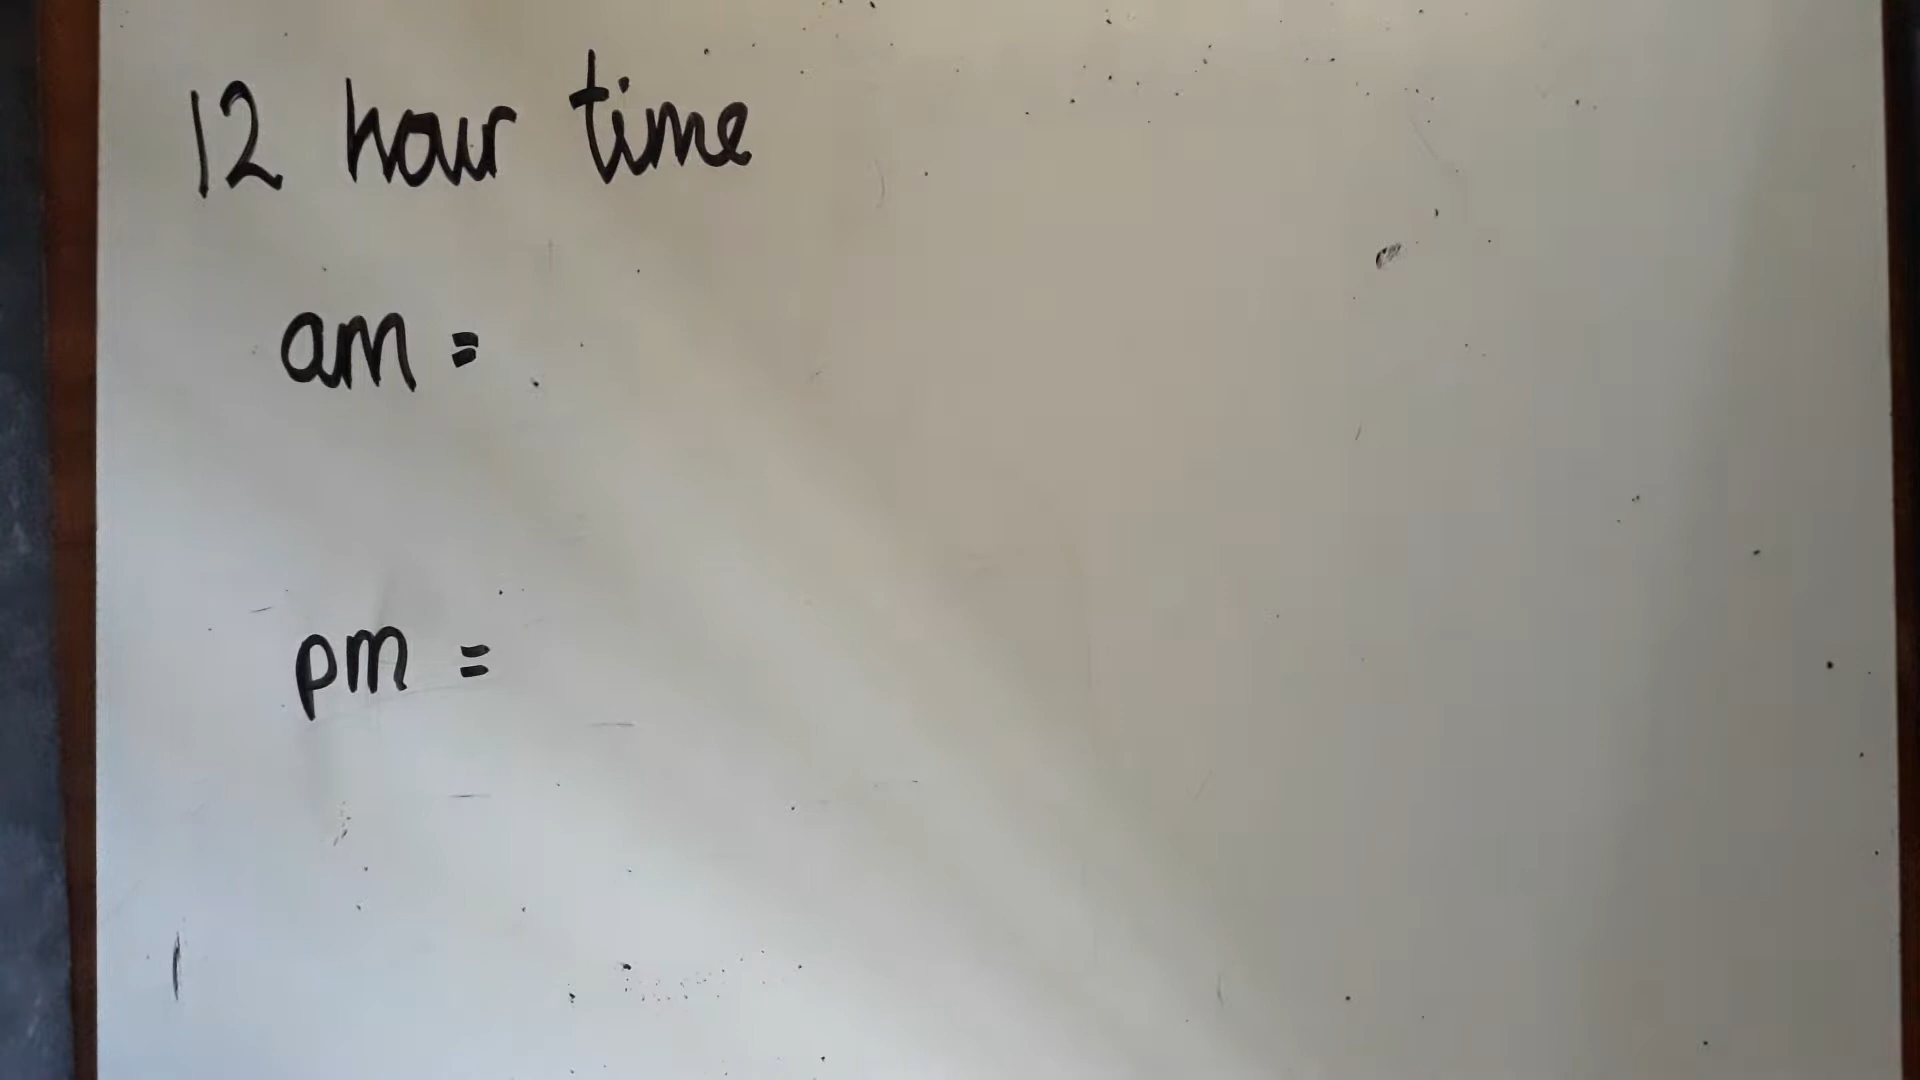 12 hour time
am =
pm =